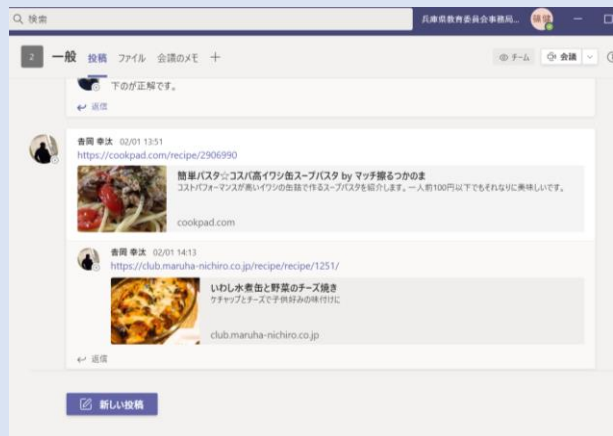 検索
兵庫県教育委員会事務局...
2 一般 投稿 ファイル 会議のメモ +
チーム 会議
下のが正解です。
返信
吉岡 幸汰 02/01 13:51
https://cookpad.com/recipe/2906990
簡単パスタ☆コスパ高イワシ缶スープパスタ by マッチ擦るつかのま
コストパフォーマンスが高いイワシの缶詰で作るスープパスタを紹介します。一人前100円以下でもそれなりに美味しいです。
cookpad.com
吉岡 幸汰 02/01 14:13
https://club.maruha-nichiro.co.jp/recipe/recipe/1251/
いわし水煮缶と野菜のチーズ焼き
ケチャップとチーズで子供好みの味付けに
club.maruha-nichiro.co.jp
返信
新しい投稿